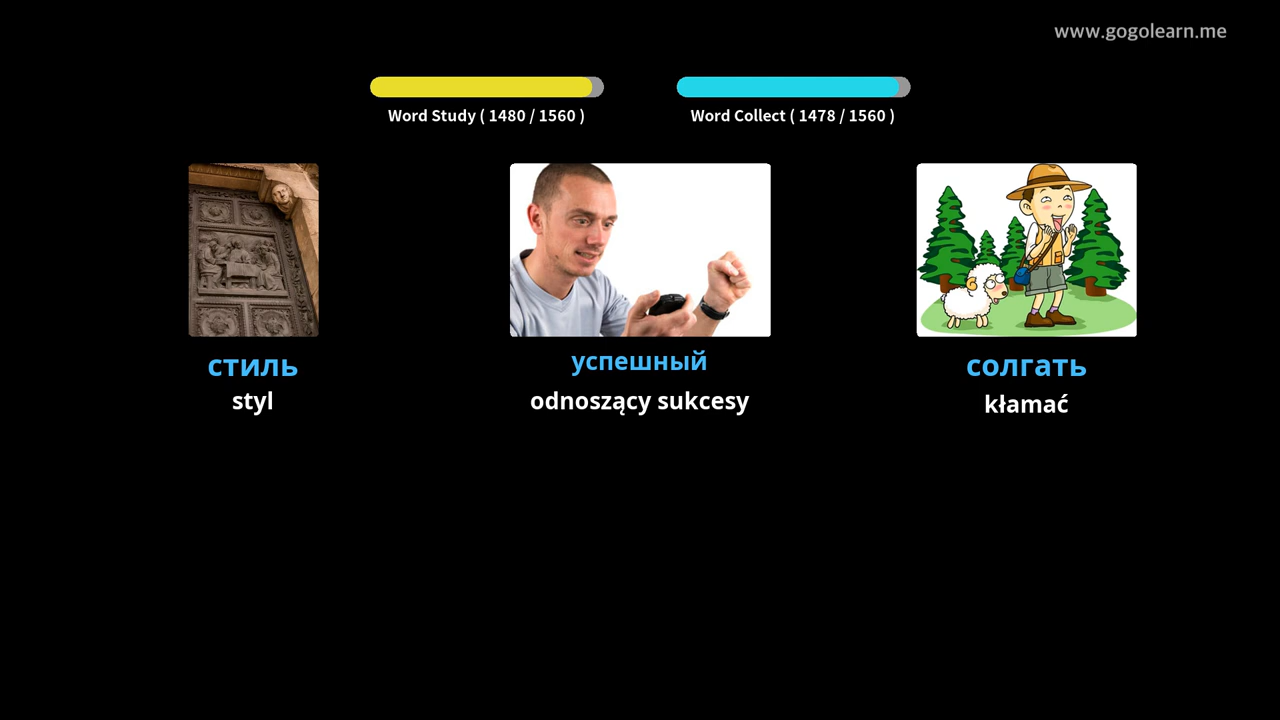 www.gogolearn.me
Word Study ( 1480 / 1560 )
Word Collect ( 1478 / 1560 )
стиль
styl
успешный
odnoszący sukcesy
солгать
kłamać